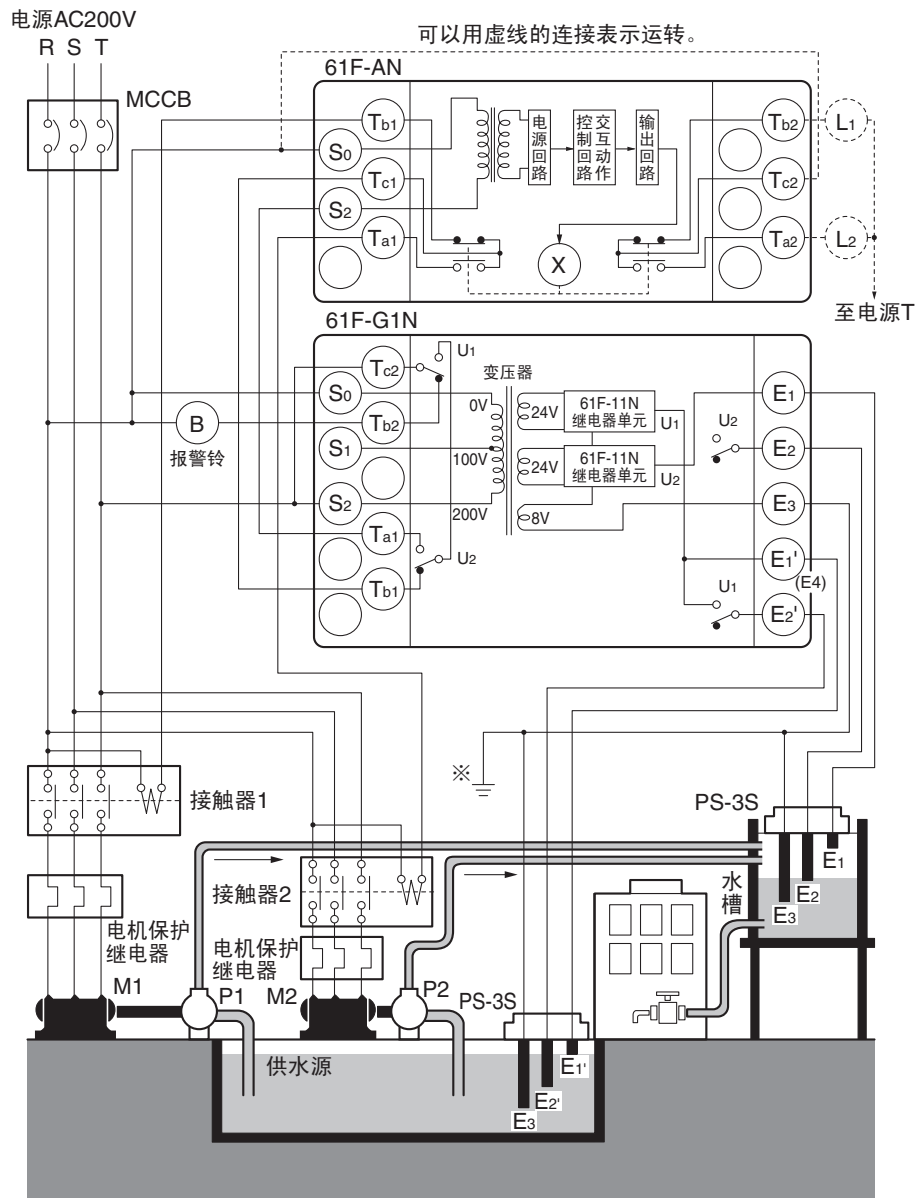 电源AC200V
R S T
可以用虚线的连接表示运转。
MCCB
61F-AN
Tb1
S0
Tc1
S2
Ta1
电源回路
控制回路
交互动作
输出回路
X
Tb2
L1
Tc2
Ta2
L2
至电源T
61F-G1N
Tc2
U1
S0
B
报警铃
Tb2
S1
S2
Ta1
U2
Tb1
变压器
0V
100V
200V
24V
61F-11N
继电器单元
U1
24V
61F-11N
继电器单元
U2
8V
U2
U1
E1
E2
E3
E1'
(E4)
E2'
※
接触器1
PS-3S
接触器2
E1
E2
E3
水槽
电机保护
继电器
电机保护
继电器
M1
P1
M2
P2
PS-3S
供水源
E1'
E2'
E3